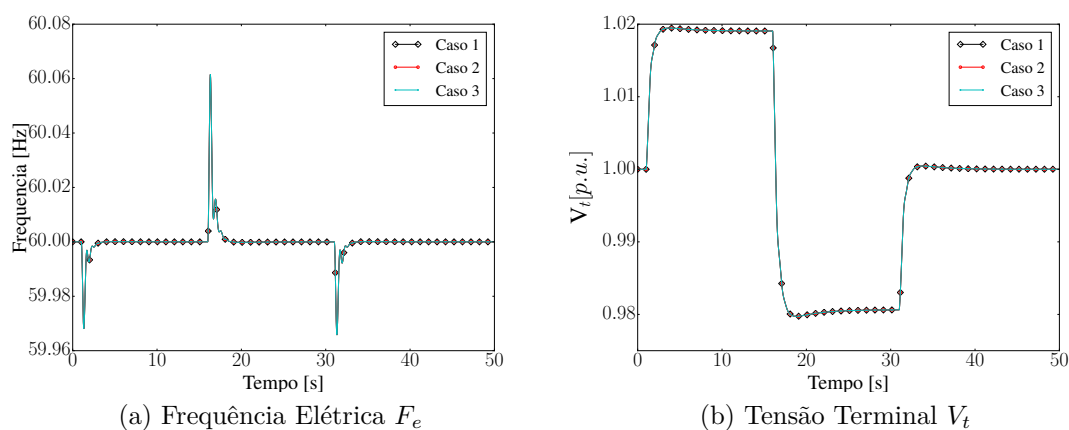 60.08
60.06
60.04
60.02
60.00
59.98
59.96
Frequencia [Hz]
0 10 20 30 40 50
Tempo [s]
Caso 1
Caso 2
Caso 3
(a) Frequência Elétrica Fe
1.02
1.01
1.00
0.99
0.98
Vt[p.u.]
0 10 20 30 40 50
Tempo [s]
Caso 1
Caso 2
Caso 3
(b) Tensão Terminal Vt